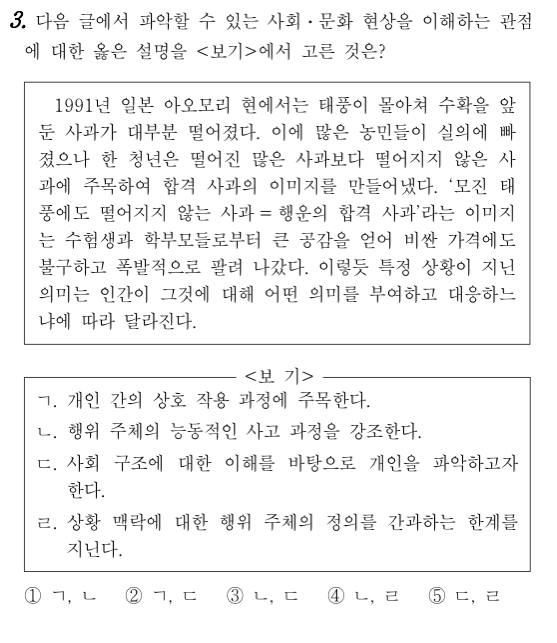 3. 다음 글에서 파악할 수 있는 사회·문화 현상을 이해하는 관점
에 대한 옳은 설명을 <보기>에서 고른 것은?
1991년 일본 아오모리 현에서는 태풍이 몰아쳐 수확을 앞
둔 사과가 대부분 떨어졌다. 이에 많은 농민들이 실의에 빠
졌으나 한 청년은 떨어진 많은 사과보다 떨어지지 않은 사
과에 주목하여 합격 사과의 이미지를 만들어냈다. ‘모진 태
풍에도 떨어지지 않는 사과=행운의 합격 사과’라는 이미지
는 수험생과 학부모들로부터 큰 공감을 얻어 비싼 가격에도
불구하고 폭발적으로 팔려 나갔다. 이렇듯 특정 상황이 지닌
의미는 인간이 그것에 대해 어떤 의미를 부여하고 대응하느
냐에 따라 달라진다.
<보 기>
ㄱ. 개인 간의 상호 작용 과정에 주목한다.
ㄴ. 행위 주체의 능동적인 사고 과정을 강조한다.
ㄷ. 사회 구조에 대한 이해를 바탕으로 개인을 파악하고자
한다.
ㄹ. 상황 맥락에 대한 행위 주체의 정의를 간과하는 한계를
지닌다.
① ㄱ, ㄴ ② ㄱ, ㄷ ③ ㄴ, ㄷ ④ ㄴ, ㄹ ⑤ ㄷ, ㄹ